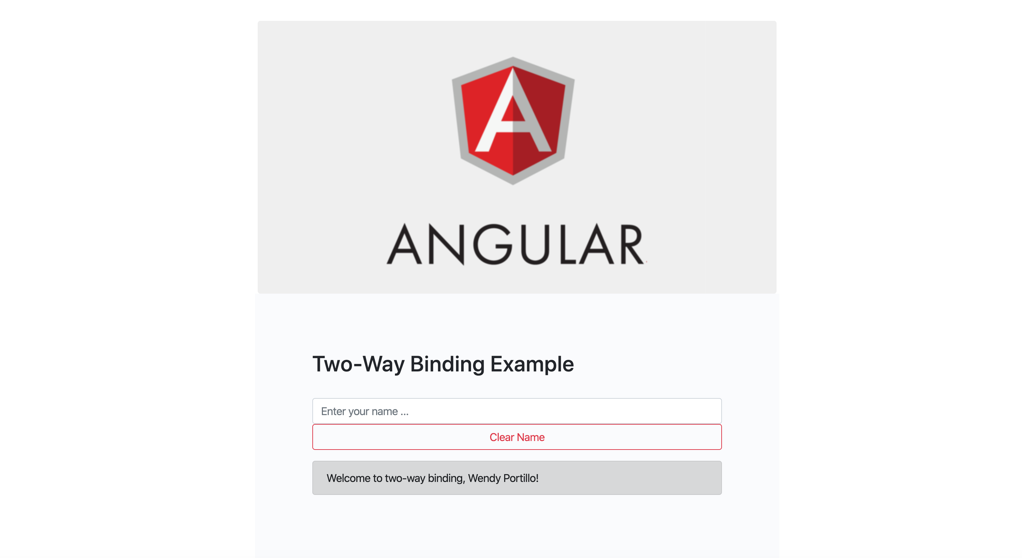 ANGULAR
Two-Way Binding Example
Enter your name ...
Clear Name
Welcome to two-way binding, Wendy Portillo!